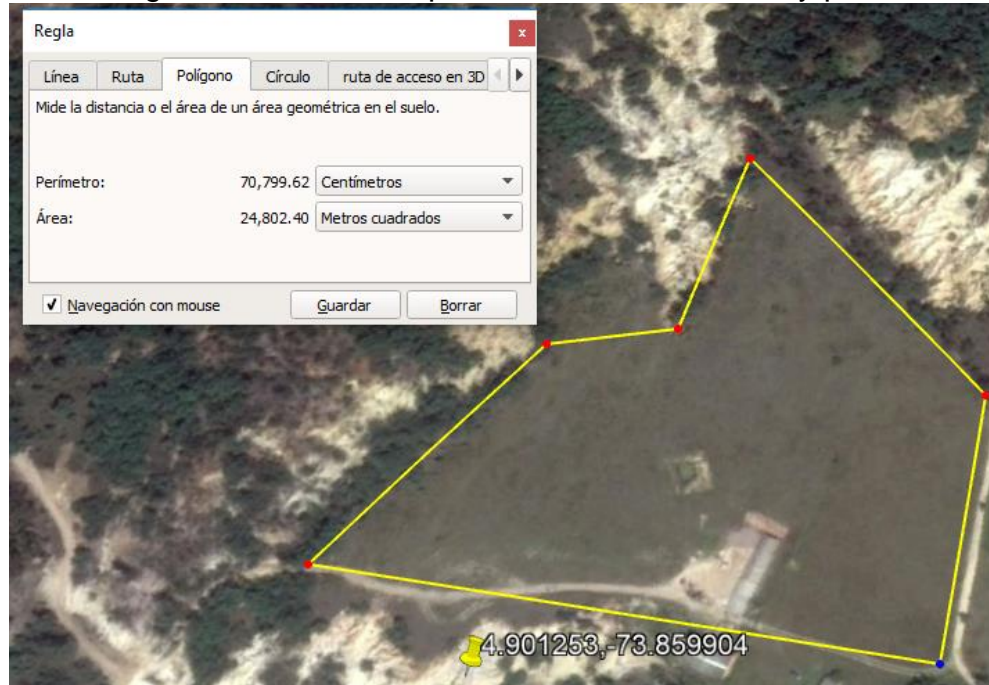 Regla
x
Línea Ruta Polígono Círculo ruta de acceso en 3D
Mide la distancia o el área de un área geométrica en el suelo.
Perímetro: 70,799.62 Centímetros
Área: 24,802.40 Metros cuadrados
Navegación con mouse Guardar Borrar
4.901253,-73.859904